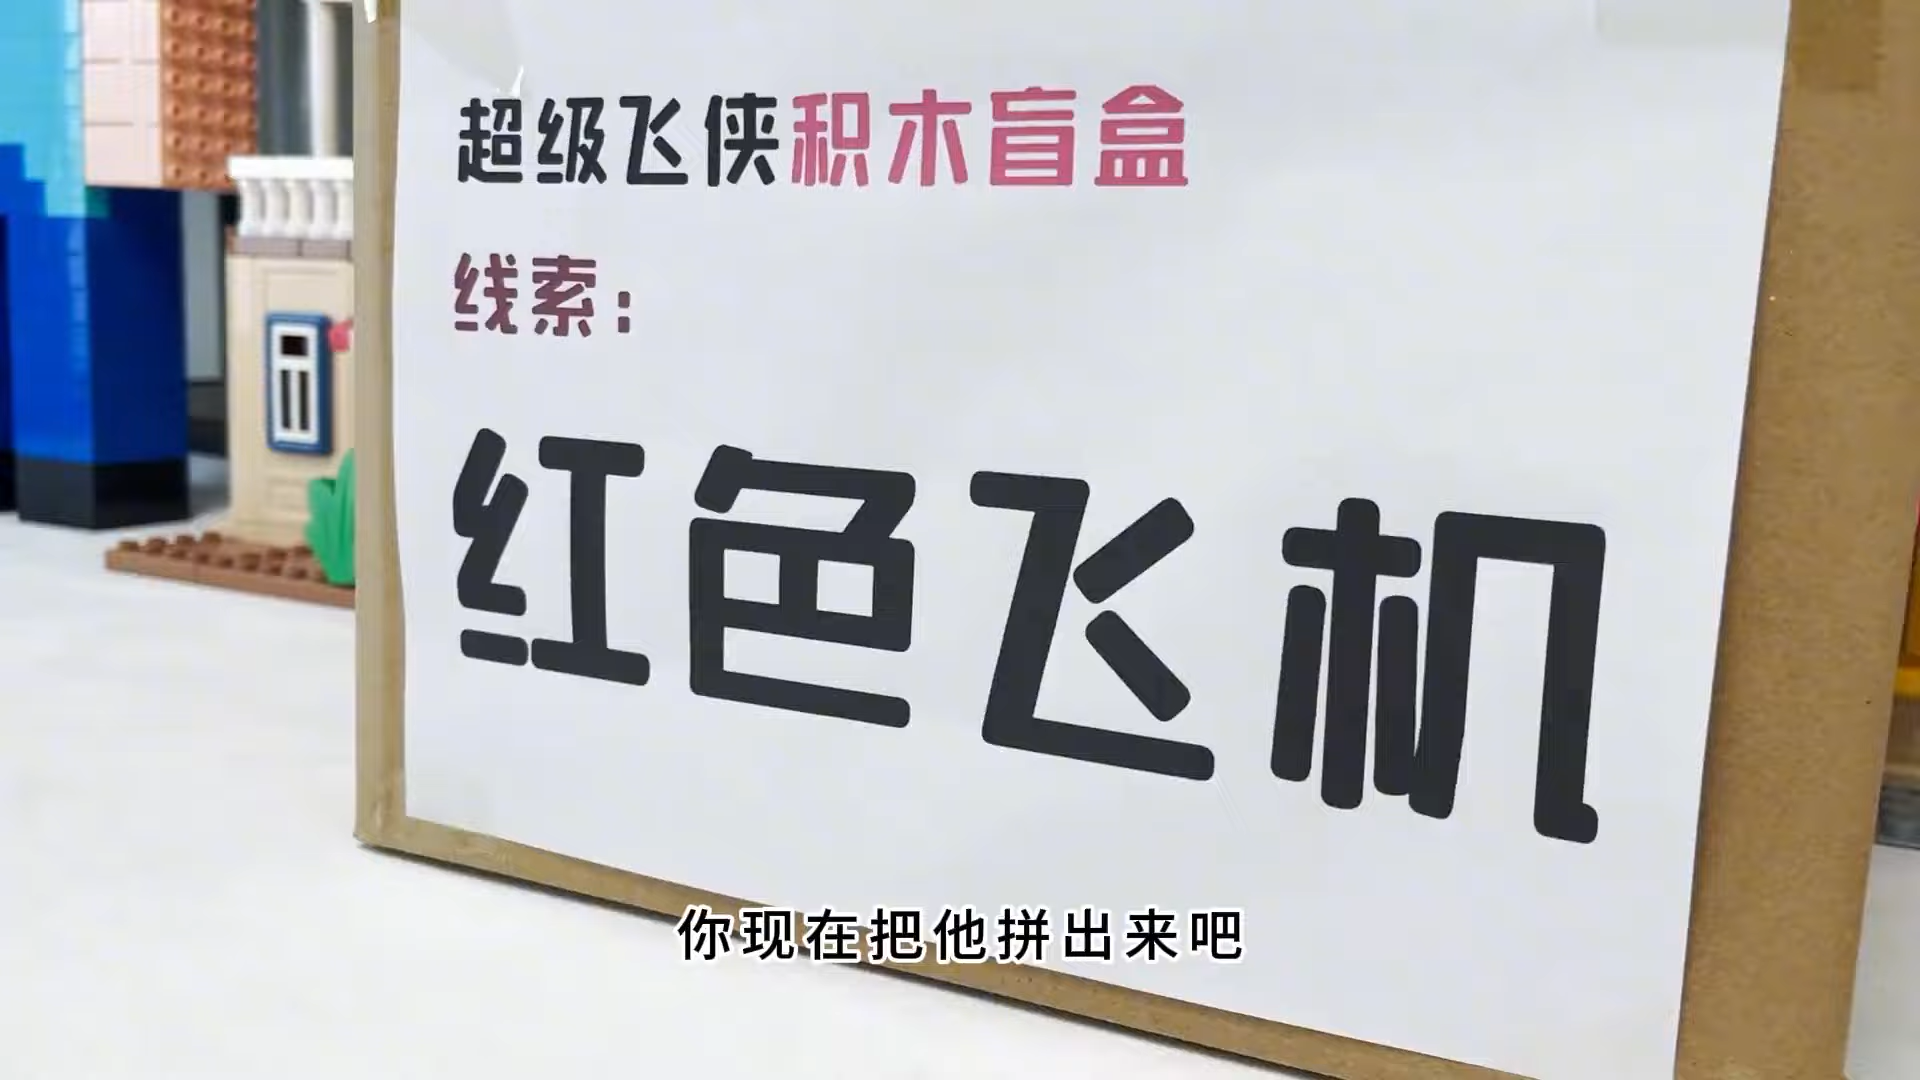 超级飞侠积木盲盒
线索：
红色飞机
你现在把他拼出来吧